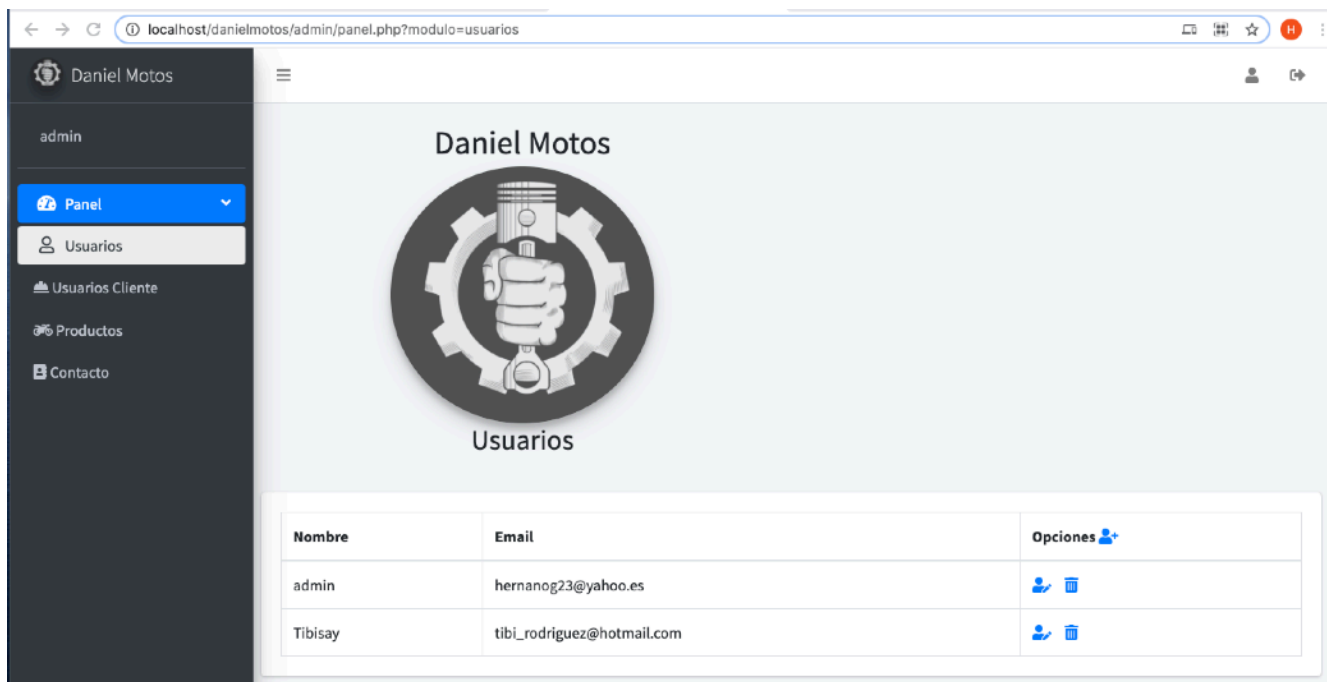 localhost/danielmotos/admin/panel.php?modulo=usuarios
H
Daniel Motos
admin
Panel
Usuarios
Usuarios Cliente
Productos
Contacto
Daniel Motos
Usuarios
Nombre Email Opciones
admin hernanog23@yahoo.es
Tibisay tibi_rodriguez@hotmail.com